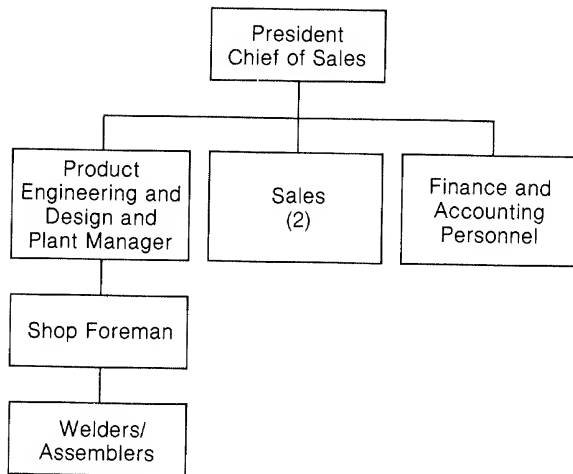 President
Chief of Sales
Product
Engineering and
Design and
Plant Manager
Sales
(2)
Finance and
Accounting
Personnel
Shop Foreman
Welders/
Assemblers